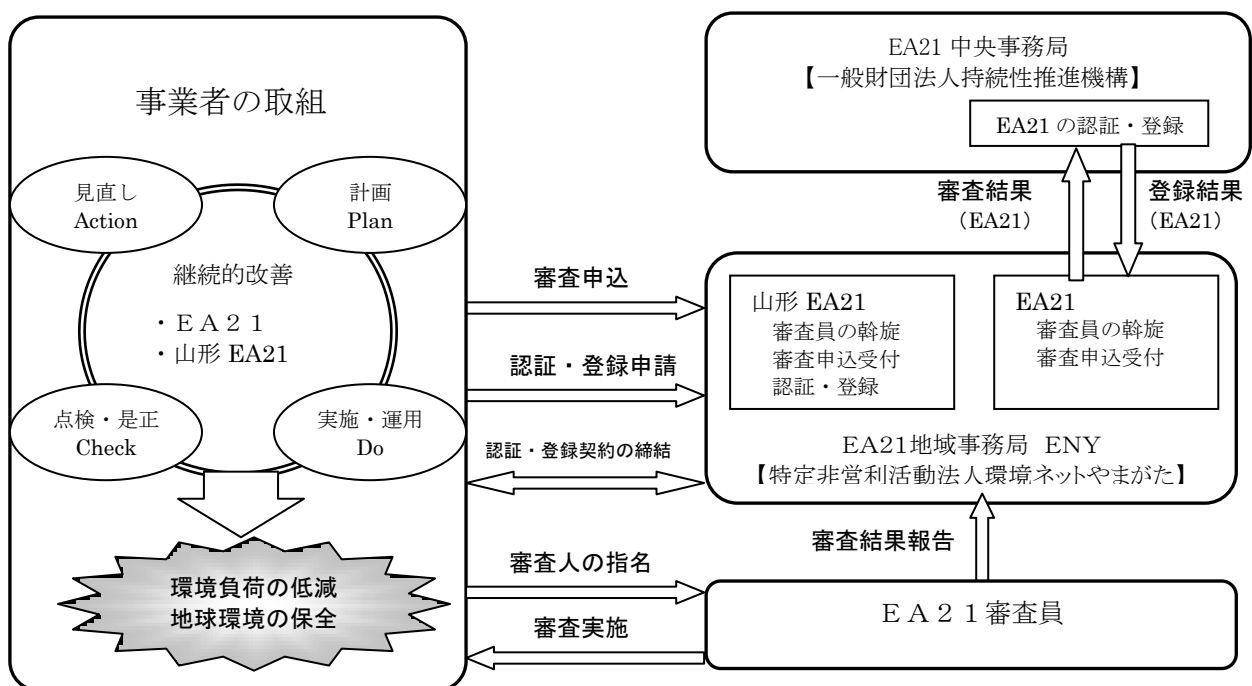 事業者の取組
見直し
Action
計画
Plan
継続的改善
・ＥＡ２１
・山形 EA21
点検・是正
Check
実施・運用
Do
環境負荷の低減
地球環境の保全
審査申込
認証・登録申請
認証・登録契約の締結
審査人の指名
審査実施
EA21 中央事務局
【一般財団法人持続性推進機構】
EA21 の認証・登録
審査結果
（EA21）
登録結果
（EA21）
山形 EA21
審査員の斡旋
審査申込受付
認証・登録
EA21
審査員の斡旋
審査申込受付
EA21地域事務局 ENY
【特定非営利活動法人環境ネットやまがた】
審査結果報告
ＥＡ２１審査員